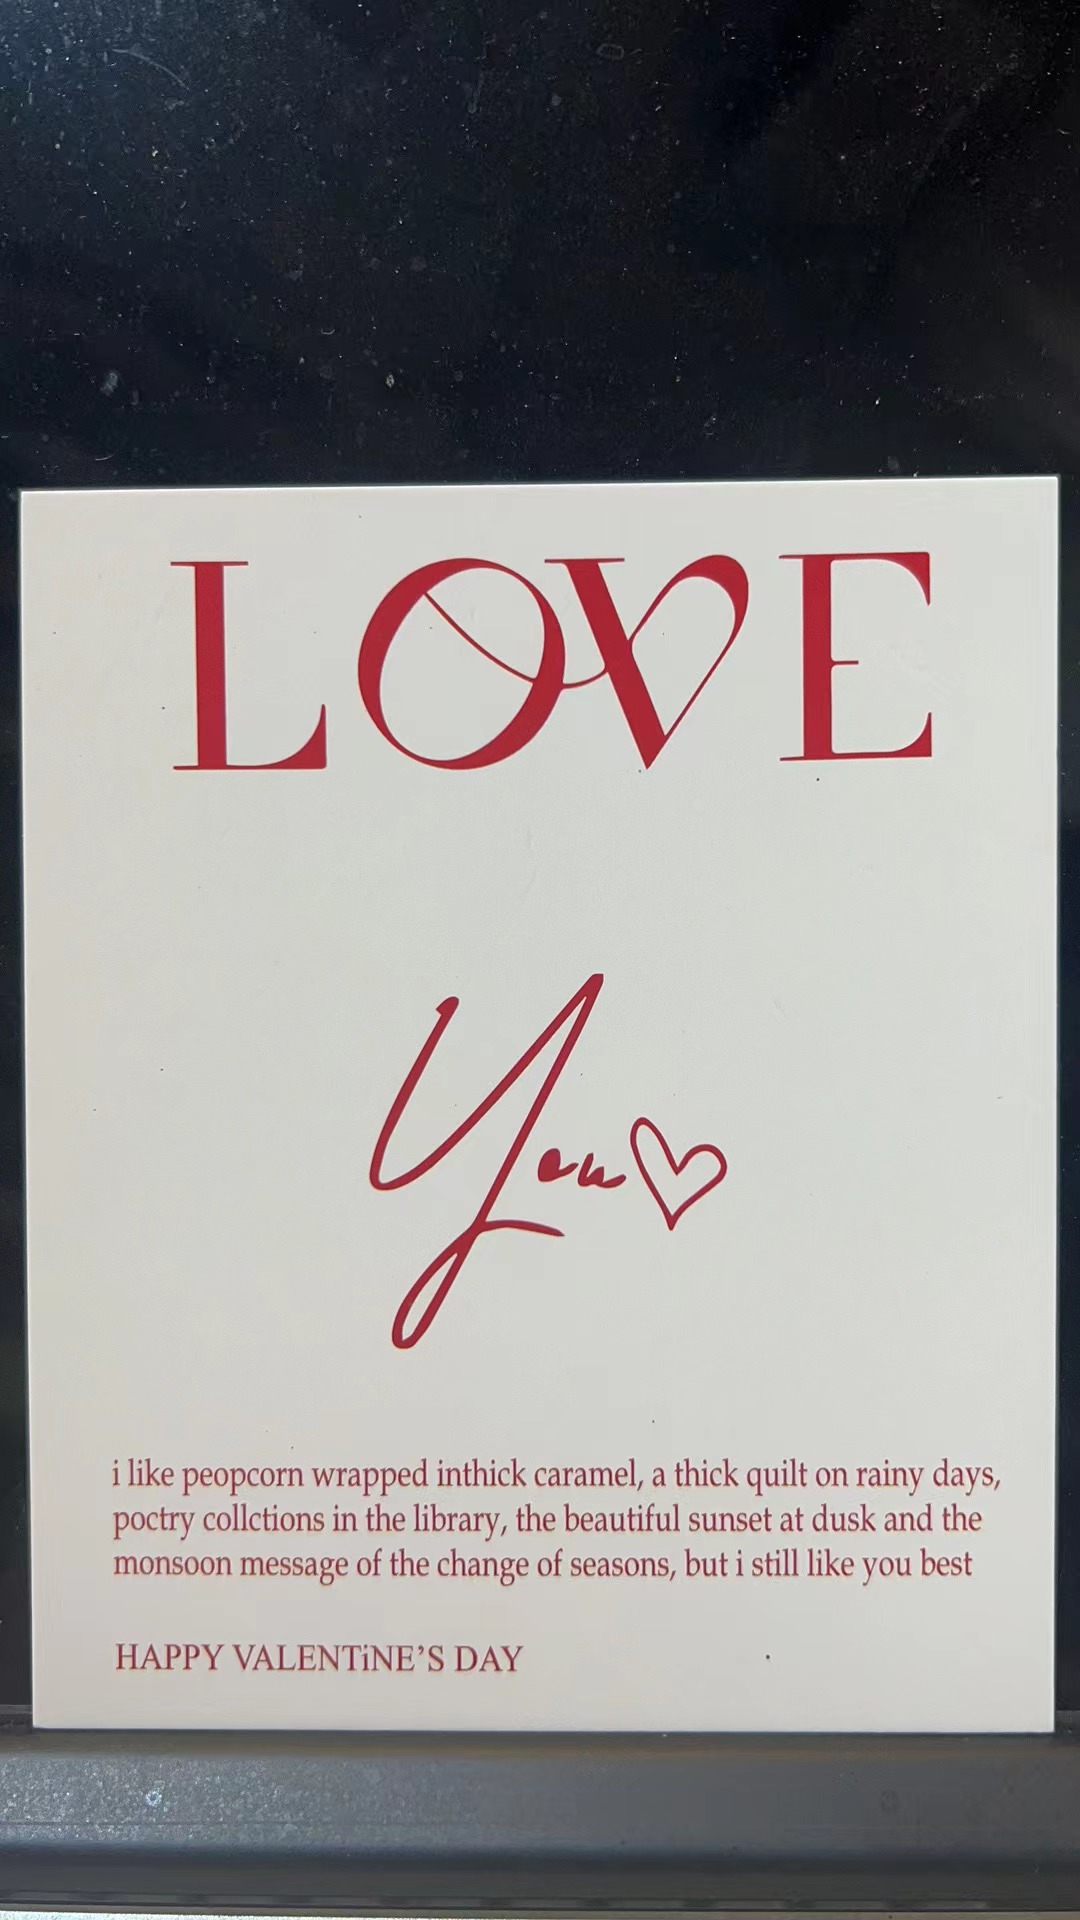 LOVE
You
i like peopcorn wrapped inthick caramel, a thick quilt on rainy days,
poctry collctions in the library, the beautiful sunset at dusk and the
monsoon message of the change of seasons, but i still like you best
HAPPY VALENTiNE’S DAY